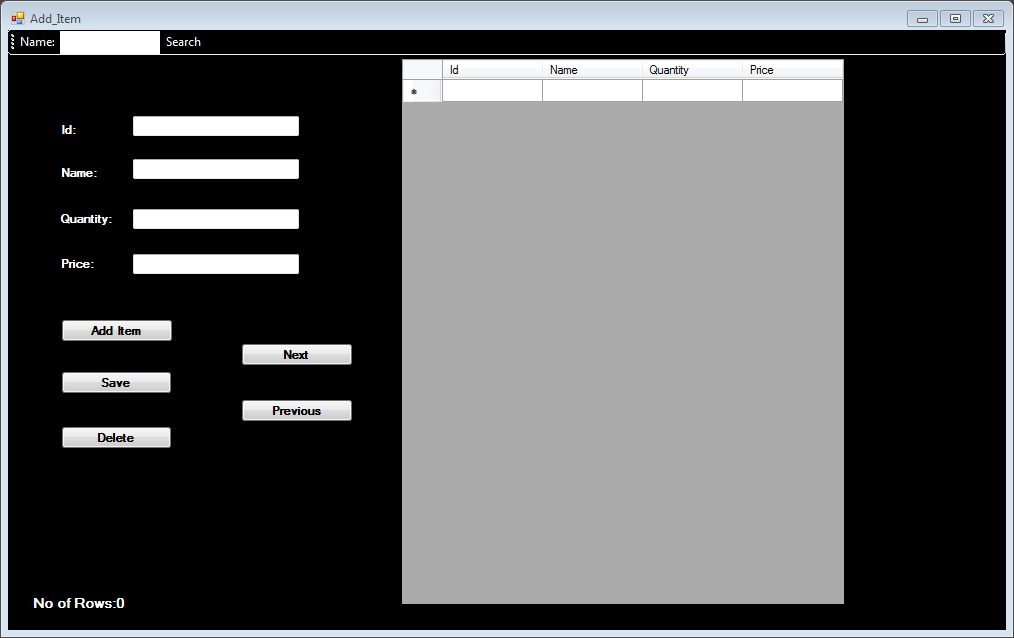 Add_Item
Name: Search
Id Name Quantity Price
Id:
Name:
Quantity:
Price:
Add Item
Next
Save
Previous
Delete
No of Rows:0